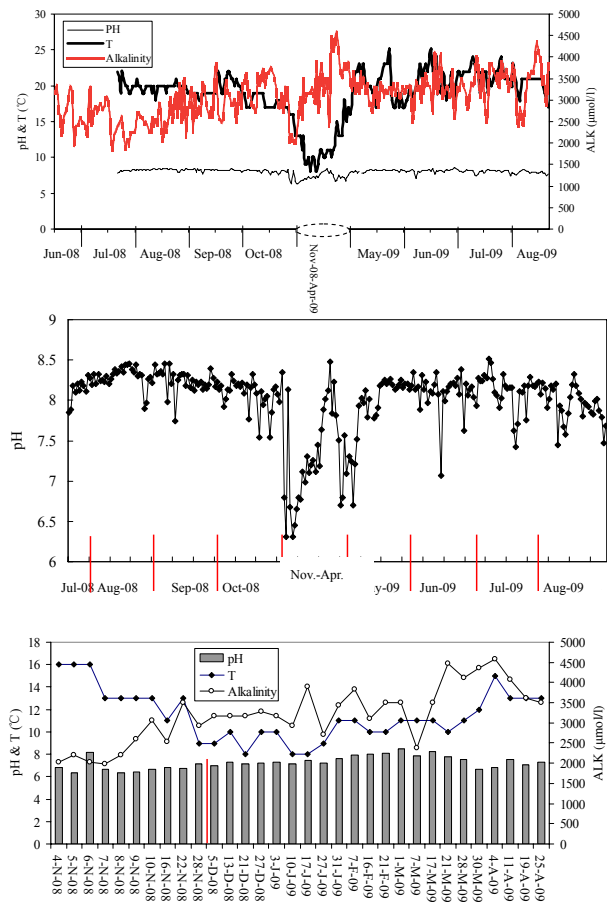 30
25
20
15
10
5
0
pH & T (℃)
PH
T
Alkalinity
5000
4500
4000
3500
3000
2500
2000
1500
1000
500
0
ALK (μmol/l)
Jun-08
Jul-08
Aug-08
Sep-08
Oct-08
Nov-08-Apr-09
May-09
Jun-09
Jul-09
Aug-09
9
8.5
8
7.5
7
6.5
6
pH
Jul-08
Aug-08
Sep-08
Oct-08
Nov.-Apr.
y-09
Jun-09
Jul-09
Aug-09
18
16
14
12
10
8
6
4
2
0
pH & T (℃)
pH
T
Alkalinity
5000
4500
4000
3500
3000
2500
2000
1500
1000
500
0
ALK (μmol/l)
4-N-08
5-N-08
6-N-08
7-N-08
8-N-08
9-N-08
10-N-08
16-N-08
22-N-08
28-N-08
5-D-08
13-D-08
21-D-08
27-D-08
3-J-09
10-J-09
17-J-09
27-J-09
31-J-09
7-F-09
16-F-09
21-F-09
1-M-09
7-M-09
17-M-09
21-M-09
28-M-09
30-M-09
4-A-09
11-A-09
19-A-09
25-A-09